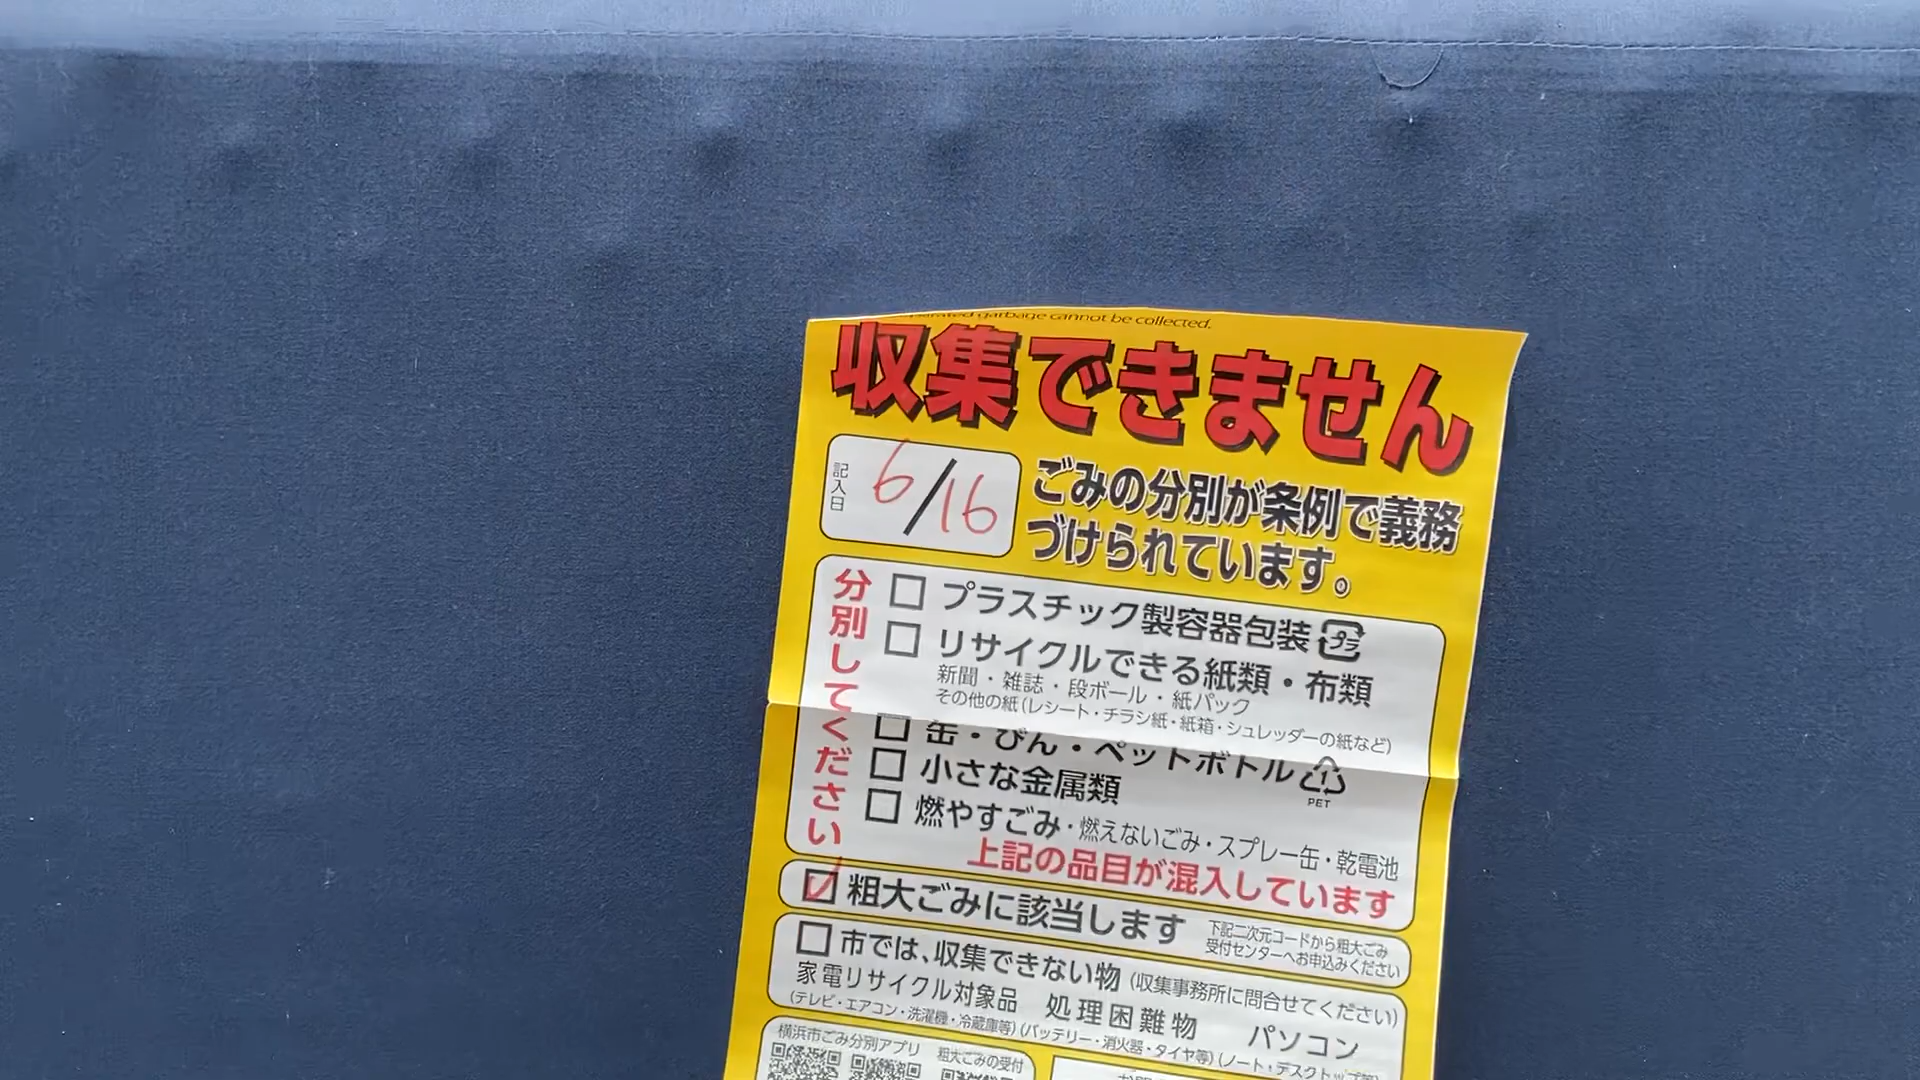 garbage cannot be collected.
収集できません
記入日 6/16
ごみの分別が条例で義務
づけられています。
分別してください
□ プラスチック製容器包装 プラ
□ リサイクルできる紙類・布類
新聞・雑誌・段ボール・紙パック
その他の紙(レシート・チラシ紙・紙箱・シュレッダーの紙など)
□ 缶・びん・ペットボトル 1 PET
□ 小さな金属類
□ 燃やすごみ・燃えないごみ・スプレー缶・乾電池
上記の品目が混入しています
☑ 粗大ごみに該当します 下記二次元コードから粗大ごみ
受付センターへお申込みください
□ 市では、収集できない物 (収集事務所に問合せてください)
家電リサイクル対象品 処理困難物 パソコン
(テレビ・エアコン・洗濯機・冷蔵庫等) (バッテリー・消火器・タイヤ等) (ノート・デスクトップ等)
横浜市ごみ分別アプリ 粗大ごみの受付